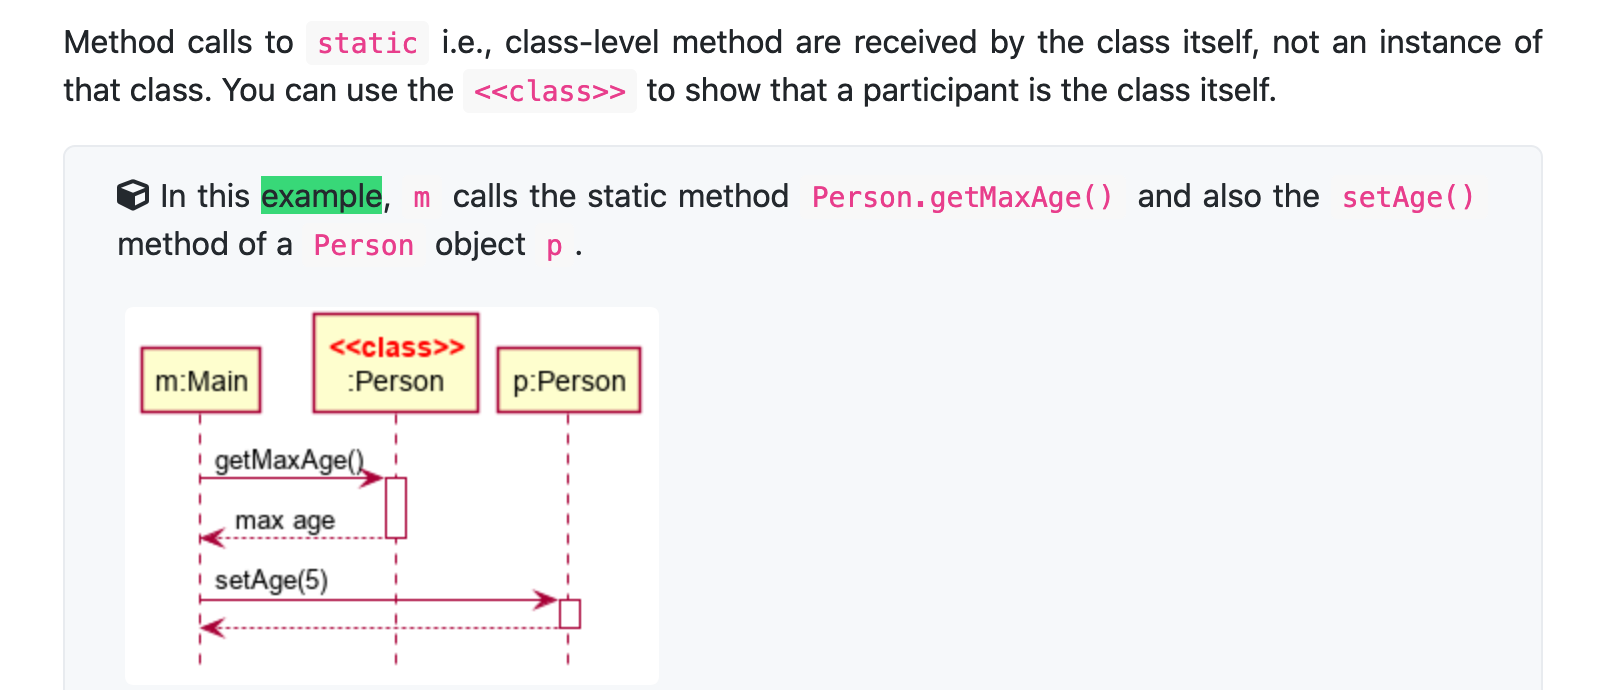 Method calls to static i.e., class-level method are received by the class itself, not an instance of
that class. You can use the <<class>> to show that a participant is the class itself.
In this example, m calls the static method Person.getMaxAge() and also the setAge()
method of a Person object p .
<<class>>
m:Main :Person p:Person
getMaxAge()
max age
setAge(5)